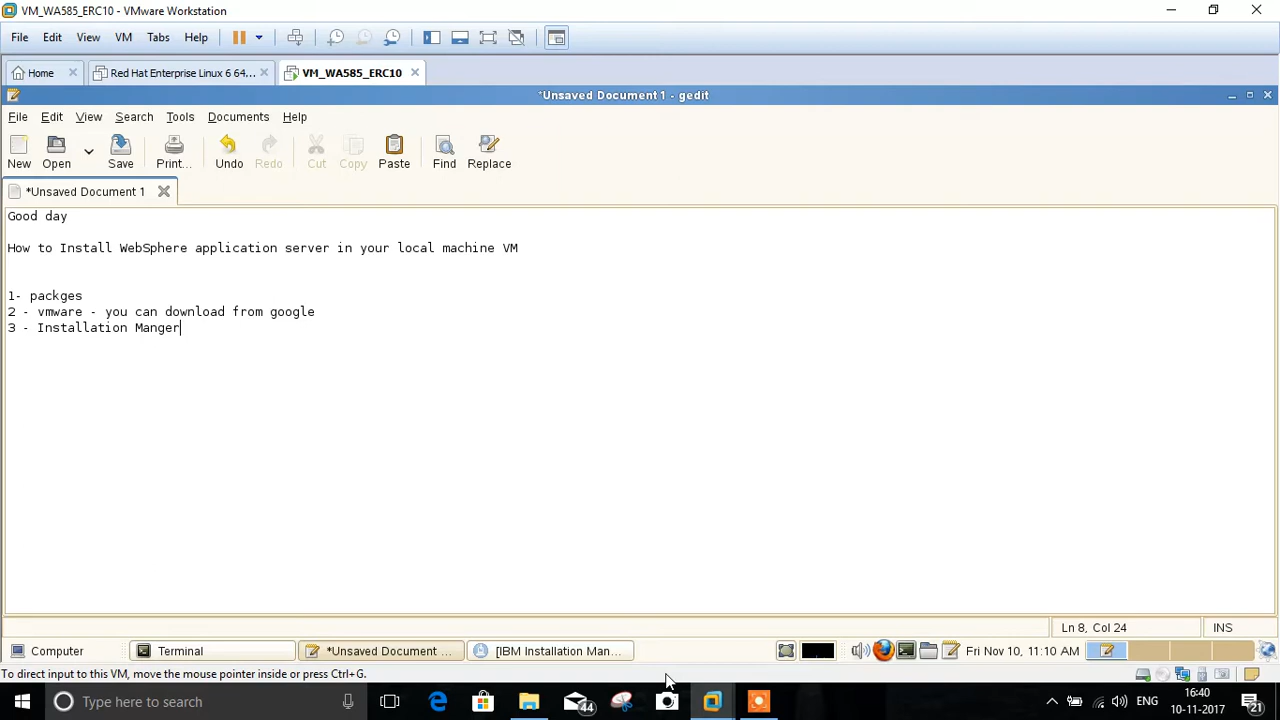 VM_WA585_ERC10 - VMware Workstation
File Edit View VM Tabs Help
Home Red Hat Enterprise Linux 6 64... VM_WA585_ERC10
*Unsaved Document 1 - gedit
File Edit View Search Tools Documents Help
New Open Save Print... Undo Redo Cut Copy Paste Find Replace
*Unsaved Document 1
Good day
How to Install WebSphere application server in your local machine VM
1- packges
2 - vmware - you can download from google
3 - Installation Manger
Ln 8, Col 24 INS
Computer Terminal *Unsaved Document ... [IBM Installation Man... Fri Nov 10, 11:10 AM
To direct input to this VM, move the mouse pointer inside or press Ctrl+G.
Type here to search 44 ENG 16:40
10-11-2017 21